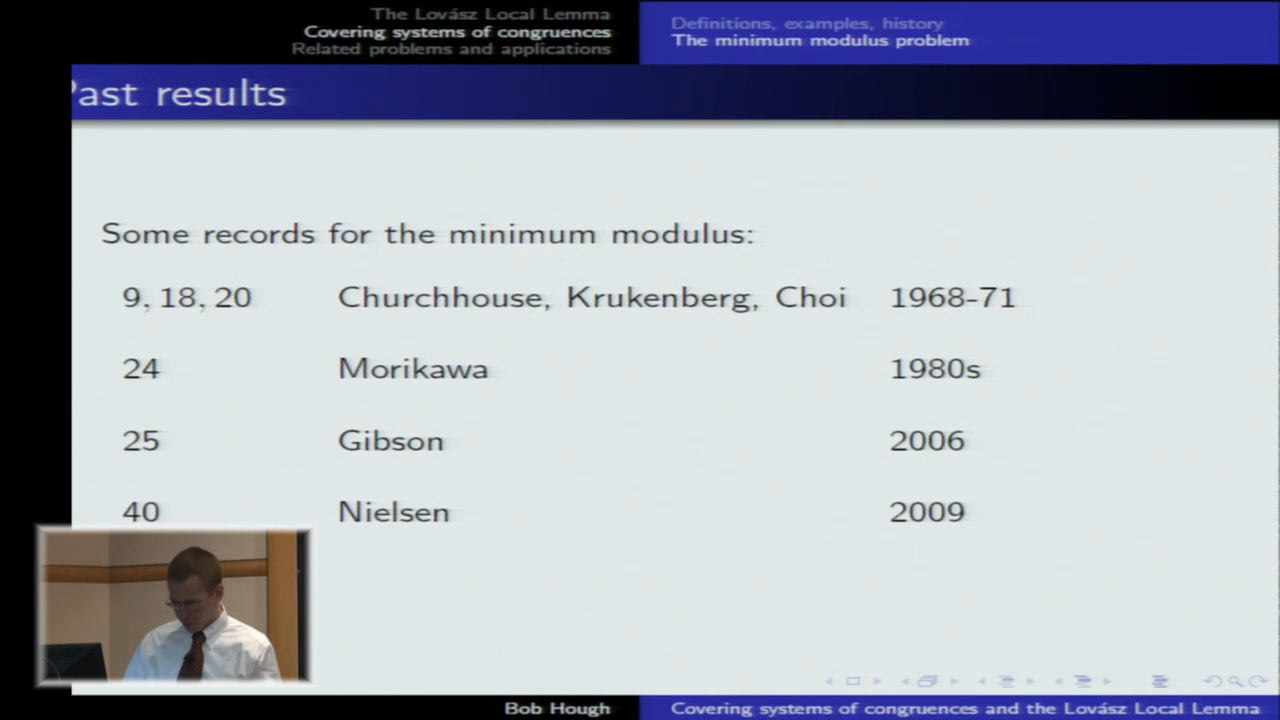 The Lovász Local Lemma
Covering systems of congruences
Related problems and applications
Definitions, examples, history
The minimum modulus problem
Past results
Some records for the minimum modulus:
9, 18, 20 Churchhouse, Krukenberg, Choi 1968-71
24 Morikawa 1980s
25 Gibson 2006
40 Nielsen 2009
Bob Hough
Covering systems of congruences and the Lovász Local Lemma